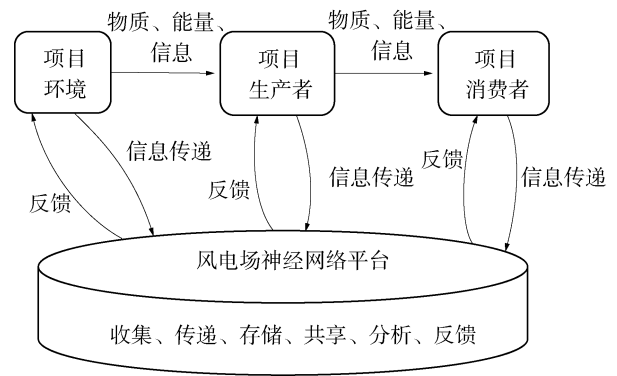 物质、能量、
信息
物质、能量、
信息
项目
环境
项目
生产者
项目
消费者
信息传递
反馈
信息传递
反馈
信息传递
反馈
风电场神经网络平台
收集、传递、存储、共享、分析、反馈